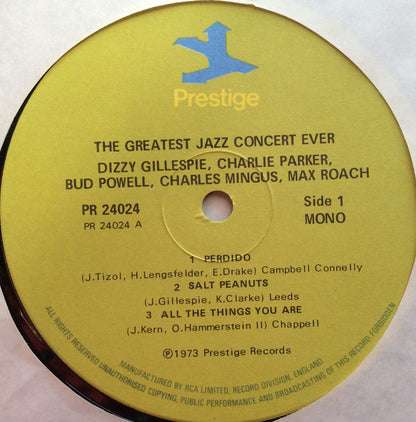 Prestige
THE GREATEST JAZZ CONCERT EVER
DIZZY GILLESPIE, CHARLIE PARKER,
BUD POWELL, CHARLES MINGUS, MAX ROACH
PR 24024
Side 1
PR 24024 A
MONO
1 PERDIDO
(J.Tizol, H.Lengsfelder, E.Drake) Campbell Connelly
2 SALT PEANUTS
(J.Gillespie, K.Clarke) Leeds
3 ALL THE THINGS YOU ARE
(J.Kern, O.Hammerstein II) Chappell
℗1973 Prestige Records
MANUFACTURED BY RCA LIMITED, RECORD DIVISION, ENGLAND.
ALL RIGHTS RESERVED UNAUTHORISED COPYING, PUBLIC PERFORMANCE AND BROADCASTING OF THIS RECORD FORBIDDEN